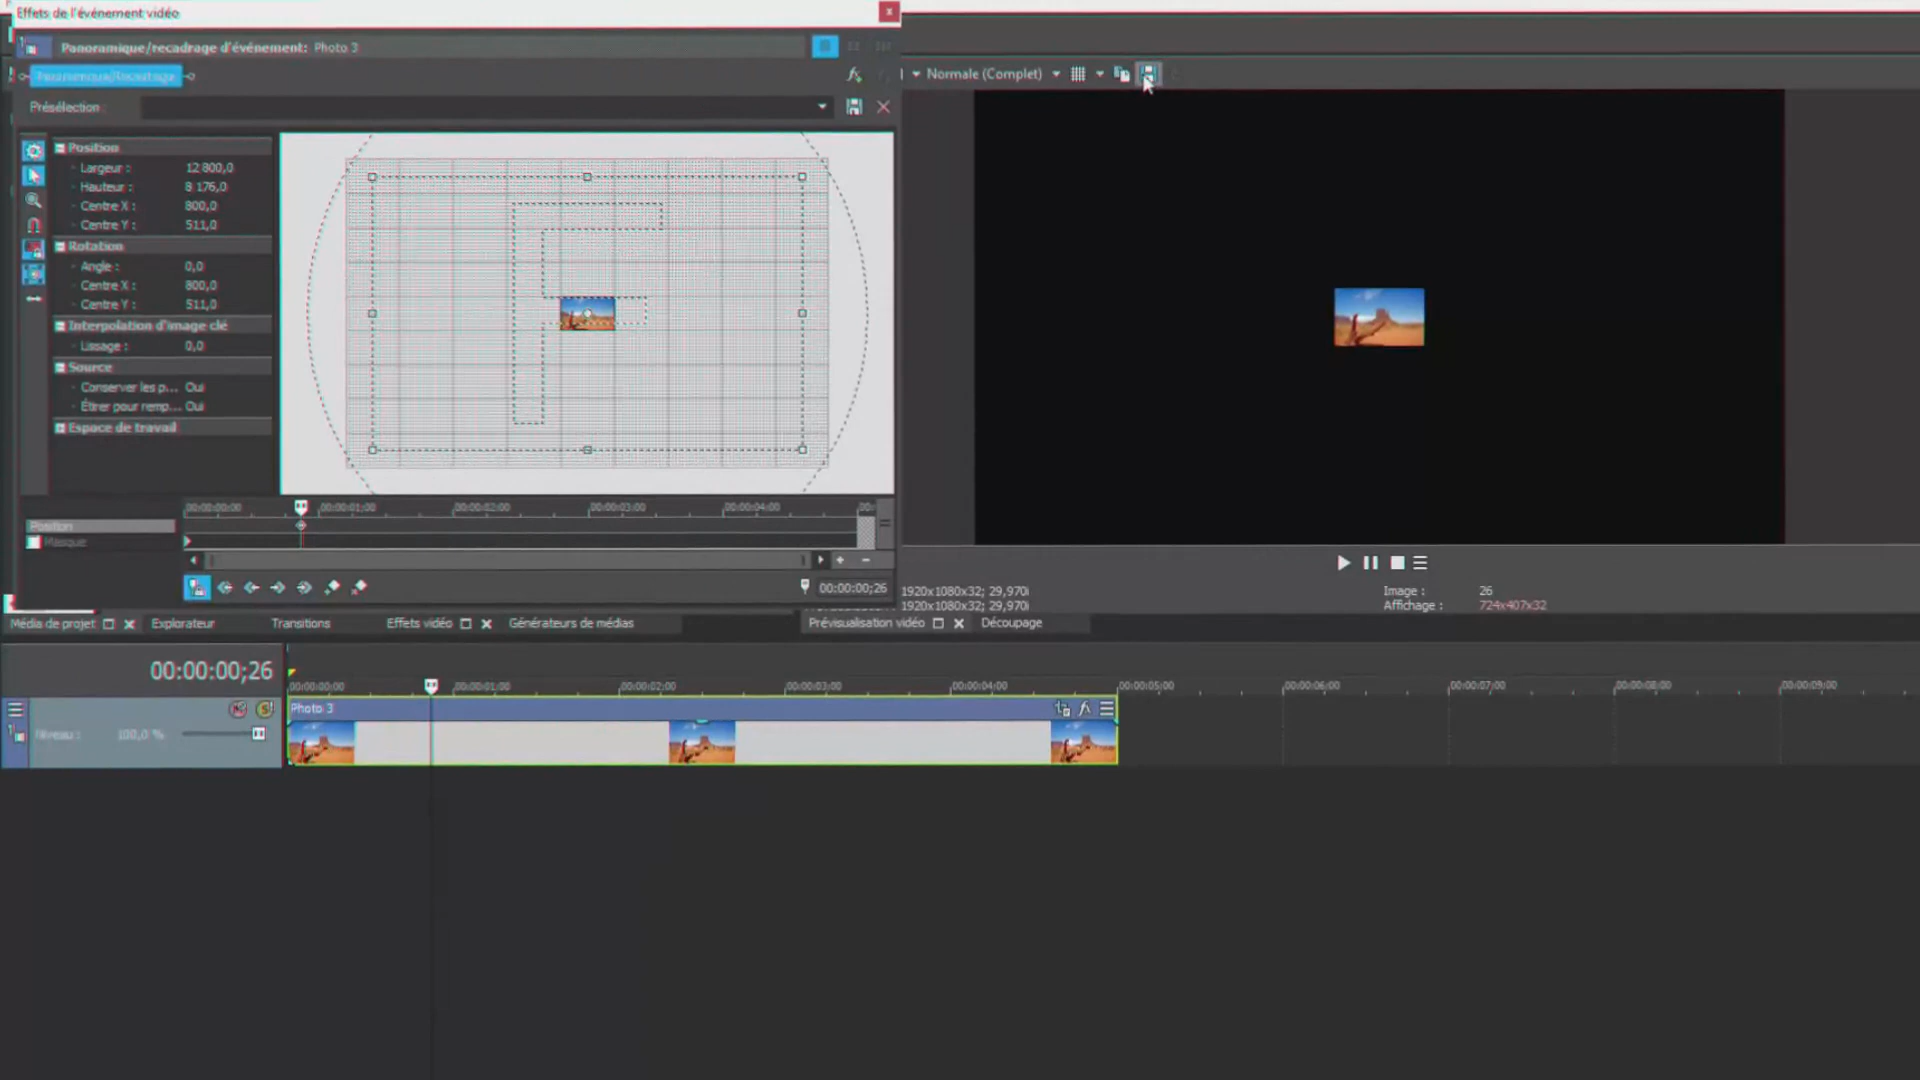 Effets de l'événement vidéo
Panoramique/recadrage d'événement: Photo 3
Panoramique/Recadrage
Normale (Complet)
Présélection :
Position
Largeur : 12 800,0
Hauteur : 8 176,0
Centre X : 800,0
Centre Y : 511,0
Rotation
Angle : 0,0
Centre X : 800,0
Centre Y : 511,0
Interpolation d'image clé
Lissage : 0,0
Source
Conserver les p... Oui
Étirer pour remp... Oui
Espace de travail
00:00:00:00 00:00:01:00 00:00:02:00 00:00:03:00 00:00:04:00
Position
Masque
00:00:00;26
1920x1080x32; 29,970i
1920x1080x32; 29,970i
Image : 26
Affichage : 724x407x32
Média de projet Explorateur Transitions Effets vidéo Générateurs de médias
Prévisualisation vidéo Découpage
00:00:00;26
00:00:00;00 00:00:01;00 00:00:02;00 00:00:03;00 00:00:04;00 00:00:05;00 00:00:06;00 00:00:07;00 00:00:08;00 00:00:09;00
Photo 3
Niveau : 100,0 %